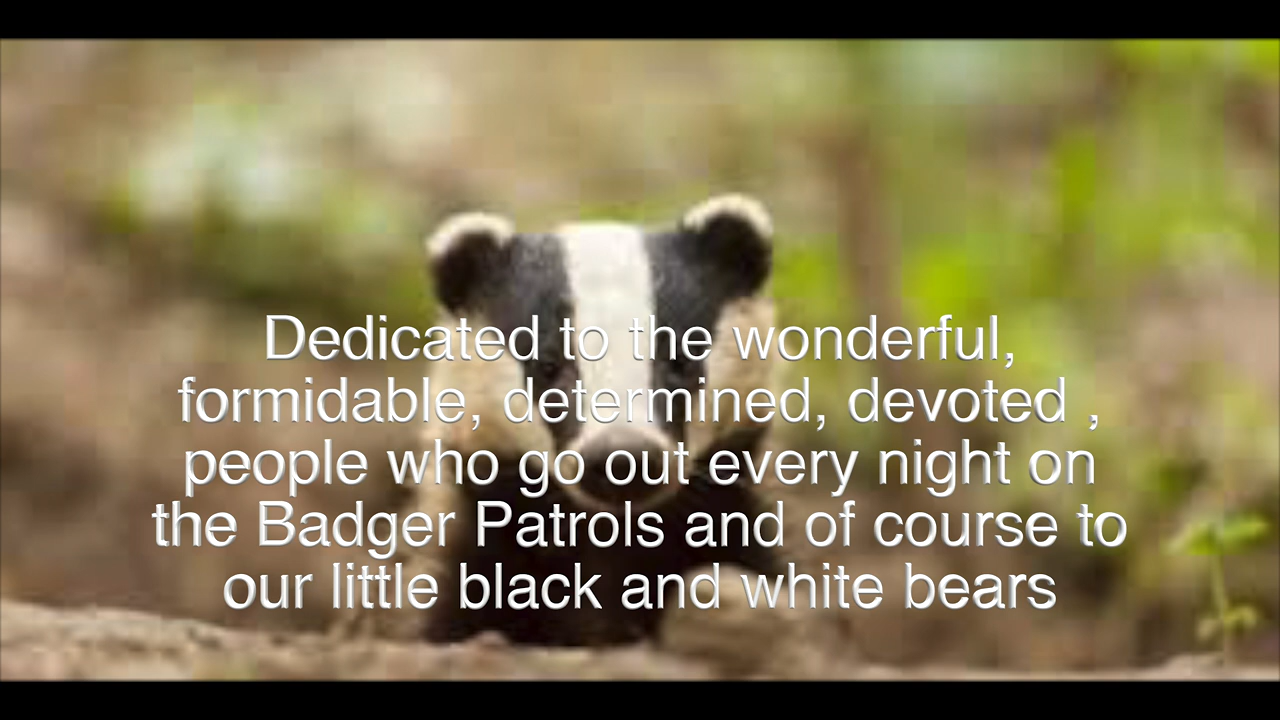 Dedicated to the wonderful,
formidable, determined, devoted ,
people who go out every night on
the Badger Patrols and of course to
our little black and white bears